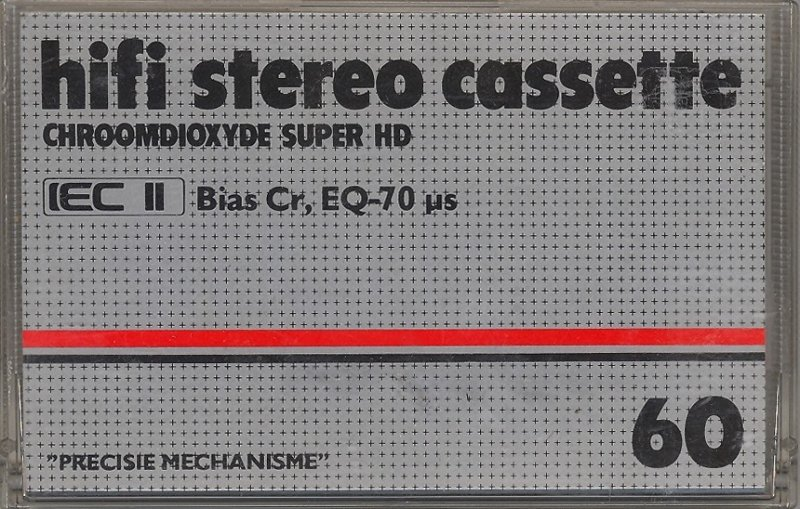 hifi stereo cassette
CHROOMDIOXYDE SUPER HD
IEC II Bias Cr, EQ-70 µs
60
"PRECISIE MECHANISME"